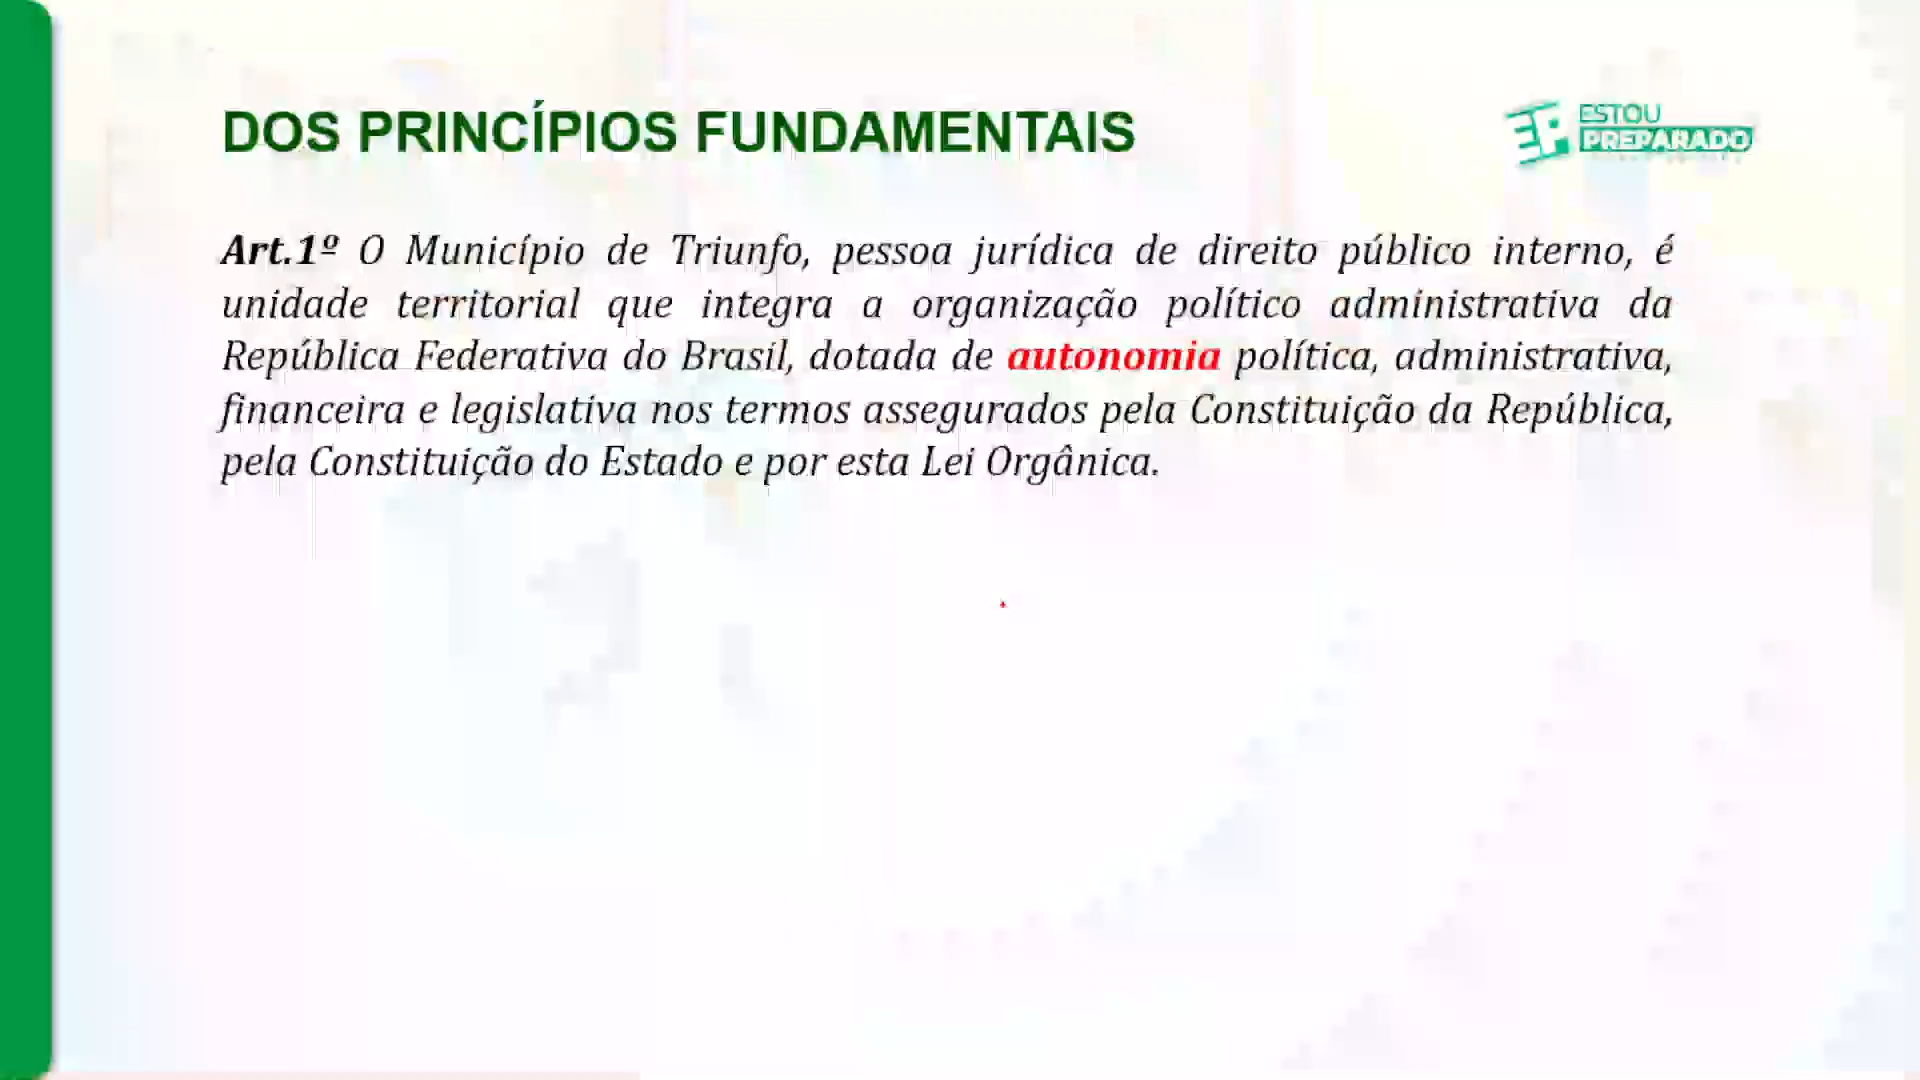 DOS PRINCÍPIOS FUNDAMENTAIS
ESTOU
PREPARADO
Art.1º O Município de Triunfo, pessoa jurídica de direito público interno, é
unidade territorial que integra a organização político administrativa da
República Federativa do Brasil, dotada de autonomia política, administrativa,
financeira e legislativa nos termos assegurados pela Constituição da República,
pela Constituição do Estado e por esta Lei Orgânica.